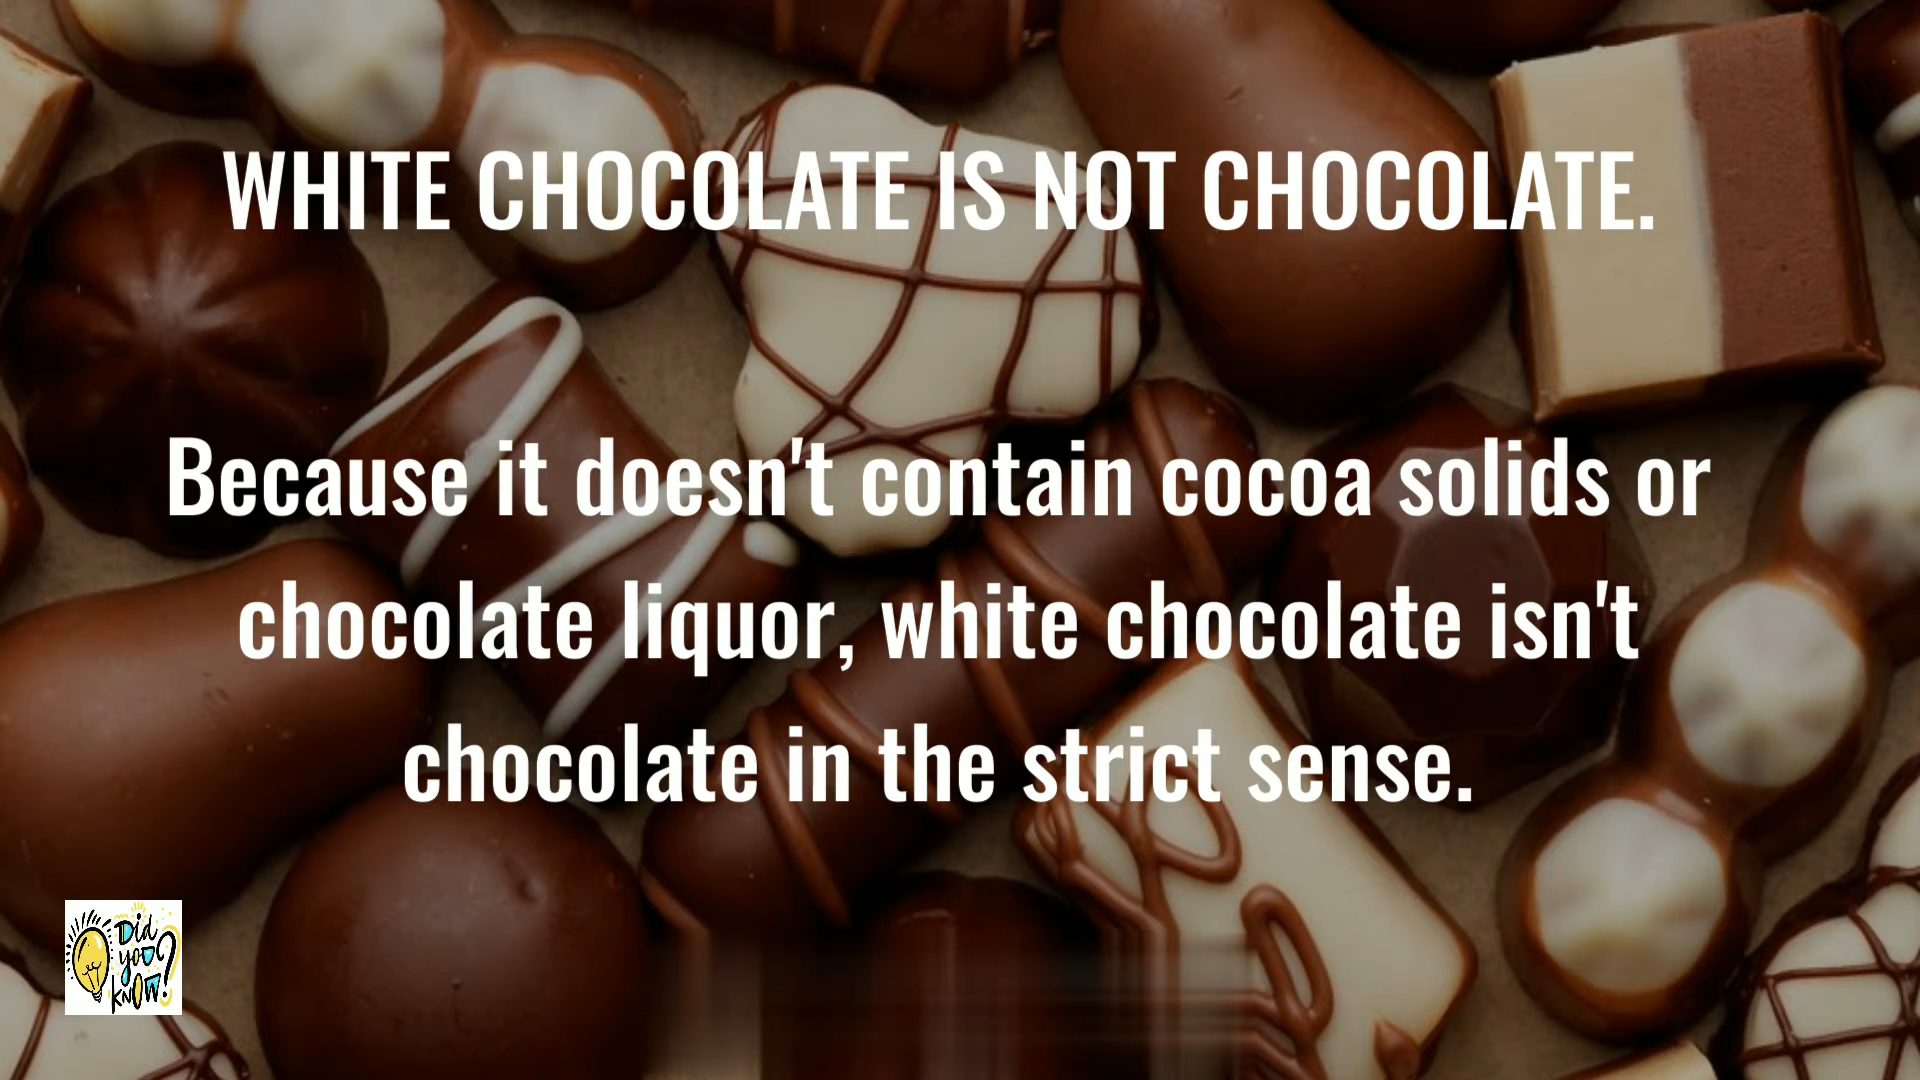 WHITE CHOCOLATE IS NOT CHOCOLATE.
Because it doesn't contain cocoa solids or
chocolate liquor, white chocolate isn't
chocolate in the strict sense.
Did
you
know?!